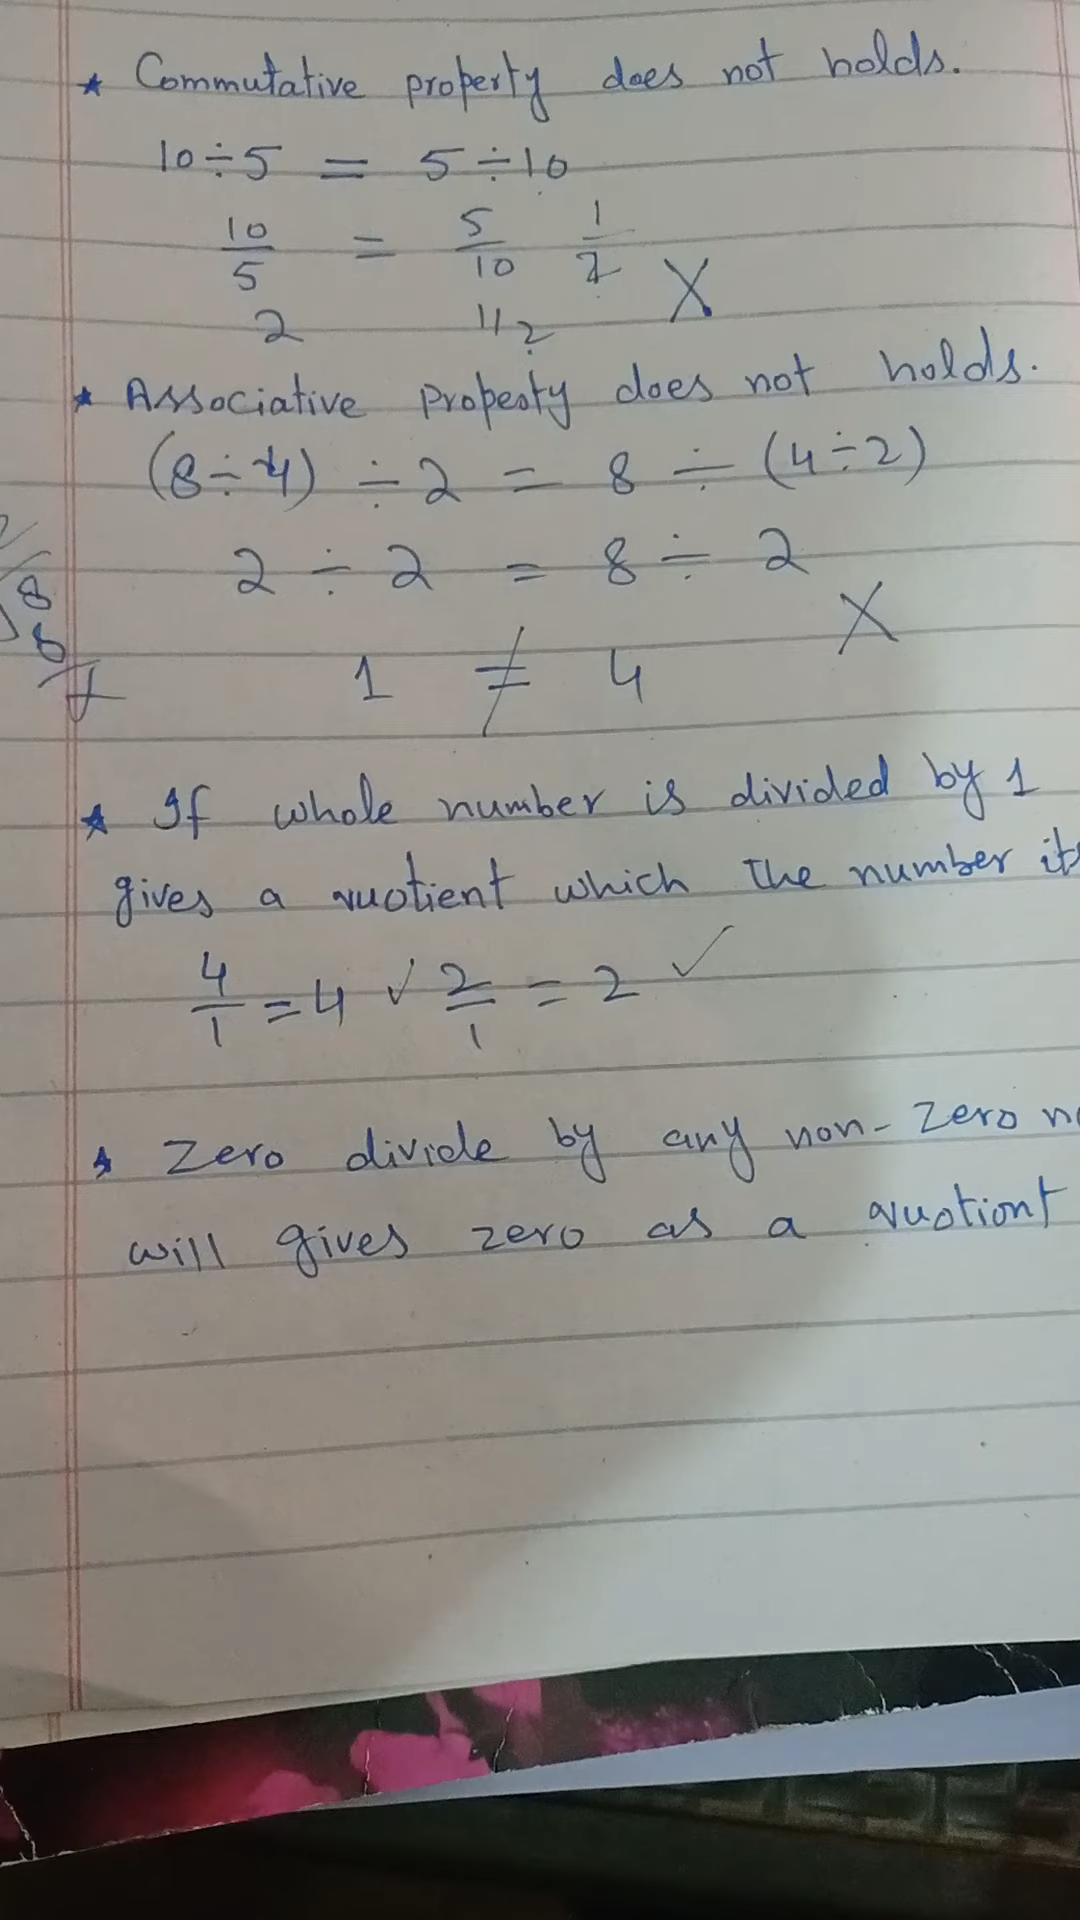 * Commutative property does not holds.
10 ÷ 5 = 5 ÷ 10
10/5 = 5/10 1/2 X
2 1/2
* Associative property does not holds.
(8 ÷ 4) ÷ 2 = 8 ÷ (4 ÷ 2)
2 ÷ 2 = 8 ÷ 2
X
1 ≠ 4
* If whole number is divided by 1
gives a quotient which the number its
4/1 = 4 ✓ 2/1 = 2 ✓
* Zero divide by any non-zero no
will gives zero as a quotiont